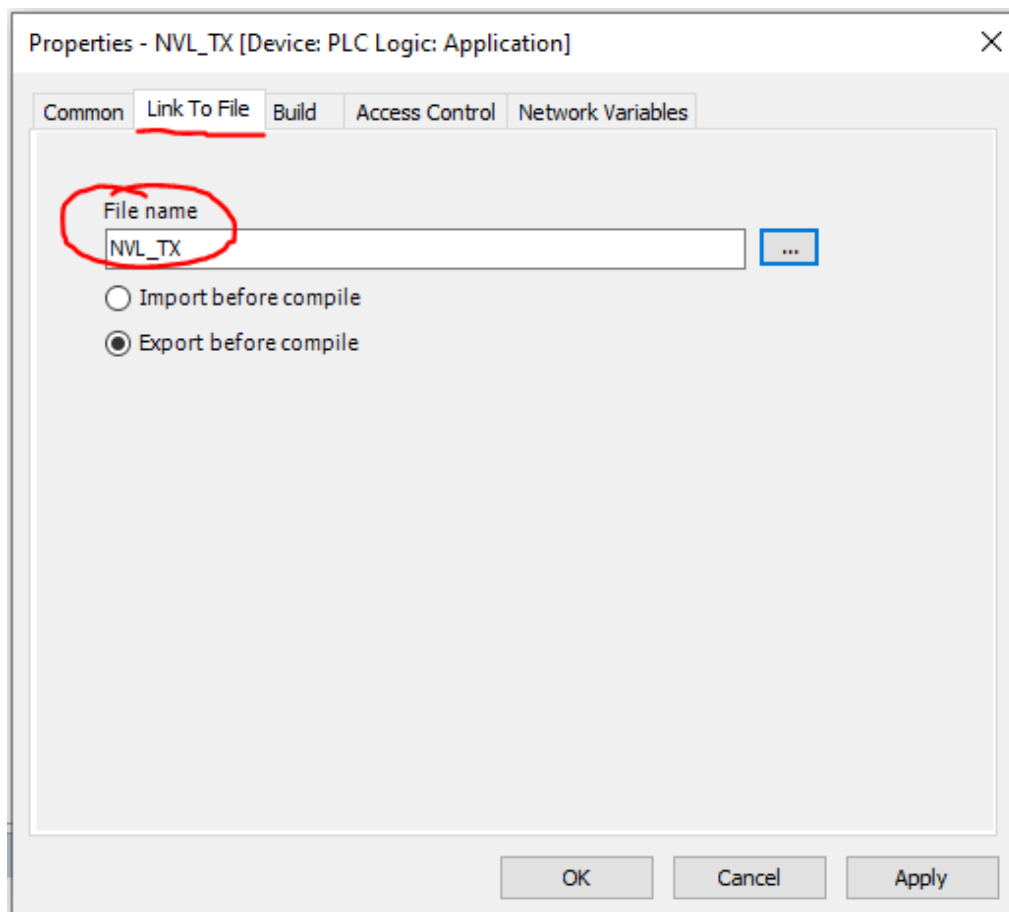 Properties - NVL_TX [Device: PLC Logic: Application]
Common Link To File Build Access Control Network Variables
File name
NVL_TX ...
Import before compile
Export before compile
OK Cancel Apply